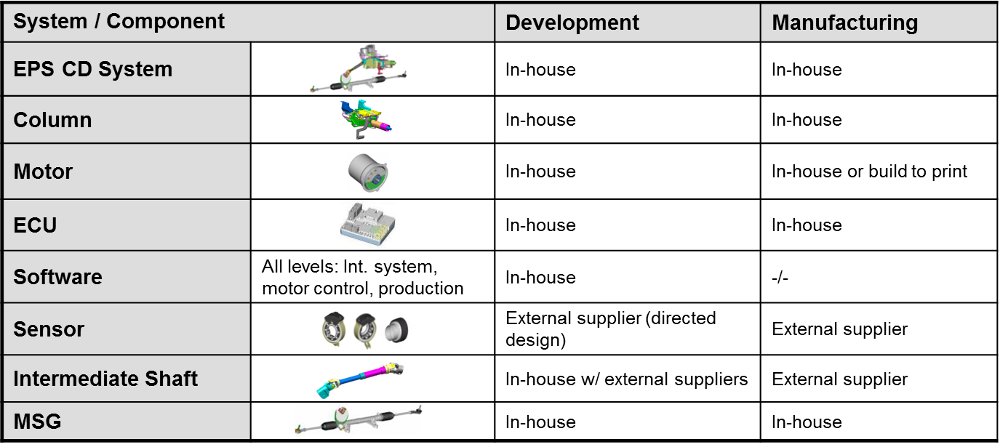 System / Component Development Manufacturing
EPS CD System In-house In-house
Column In-house In-house
Motor In-house In-house or build to print
ECU In-house In-house
Software All levels: Int. system, In-house -/-
motor control, production
Sensor External supplier (directed External supplier
design)
Intermediate Shaft In-house w/ external suppliers External supplier
MSG In-house In-house